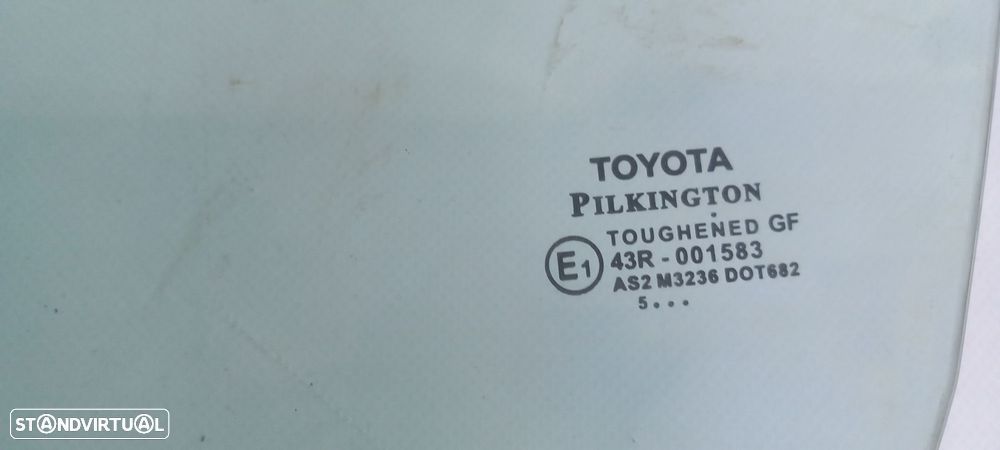 TOYOTA
PILKINGTON
TOUGHENED GF
E1
43R - 001583
AS2 M3236 DOT682
5...
STANDVIRTUAL